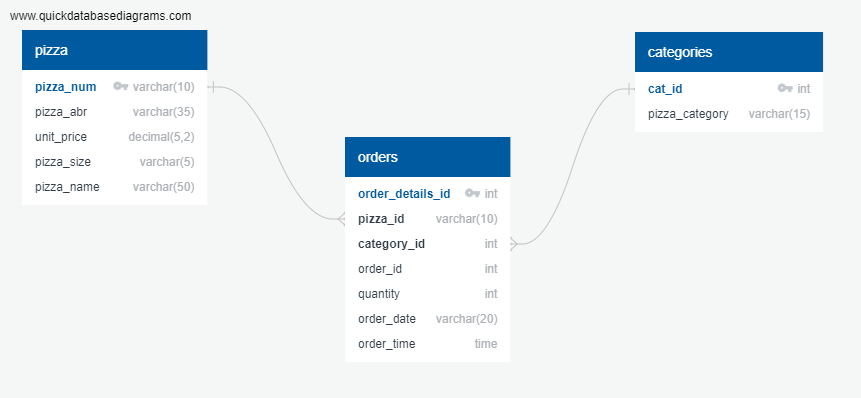 www.quickdatabasediagrams.com
pizza
pizza_num varchar(10)
pizza_abr varchar(35)
unit_price decimal(5,2)
pizza_size varchar(5)
pizza_name varchar(50)
orders
order_details_id int
pizza_id varchar(10)
category_id int
order_id int
quantity int
order_date varchar(20)
order_time time
categories
cat_id int
pizza_category varchar(15)